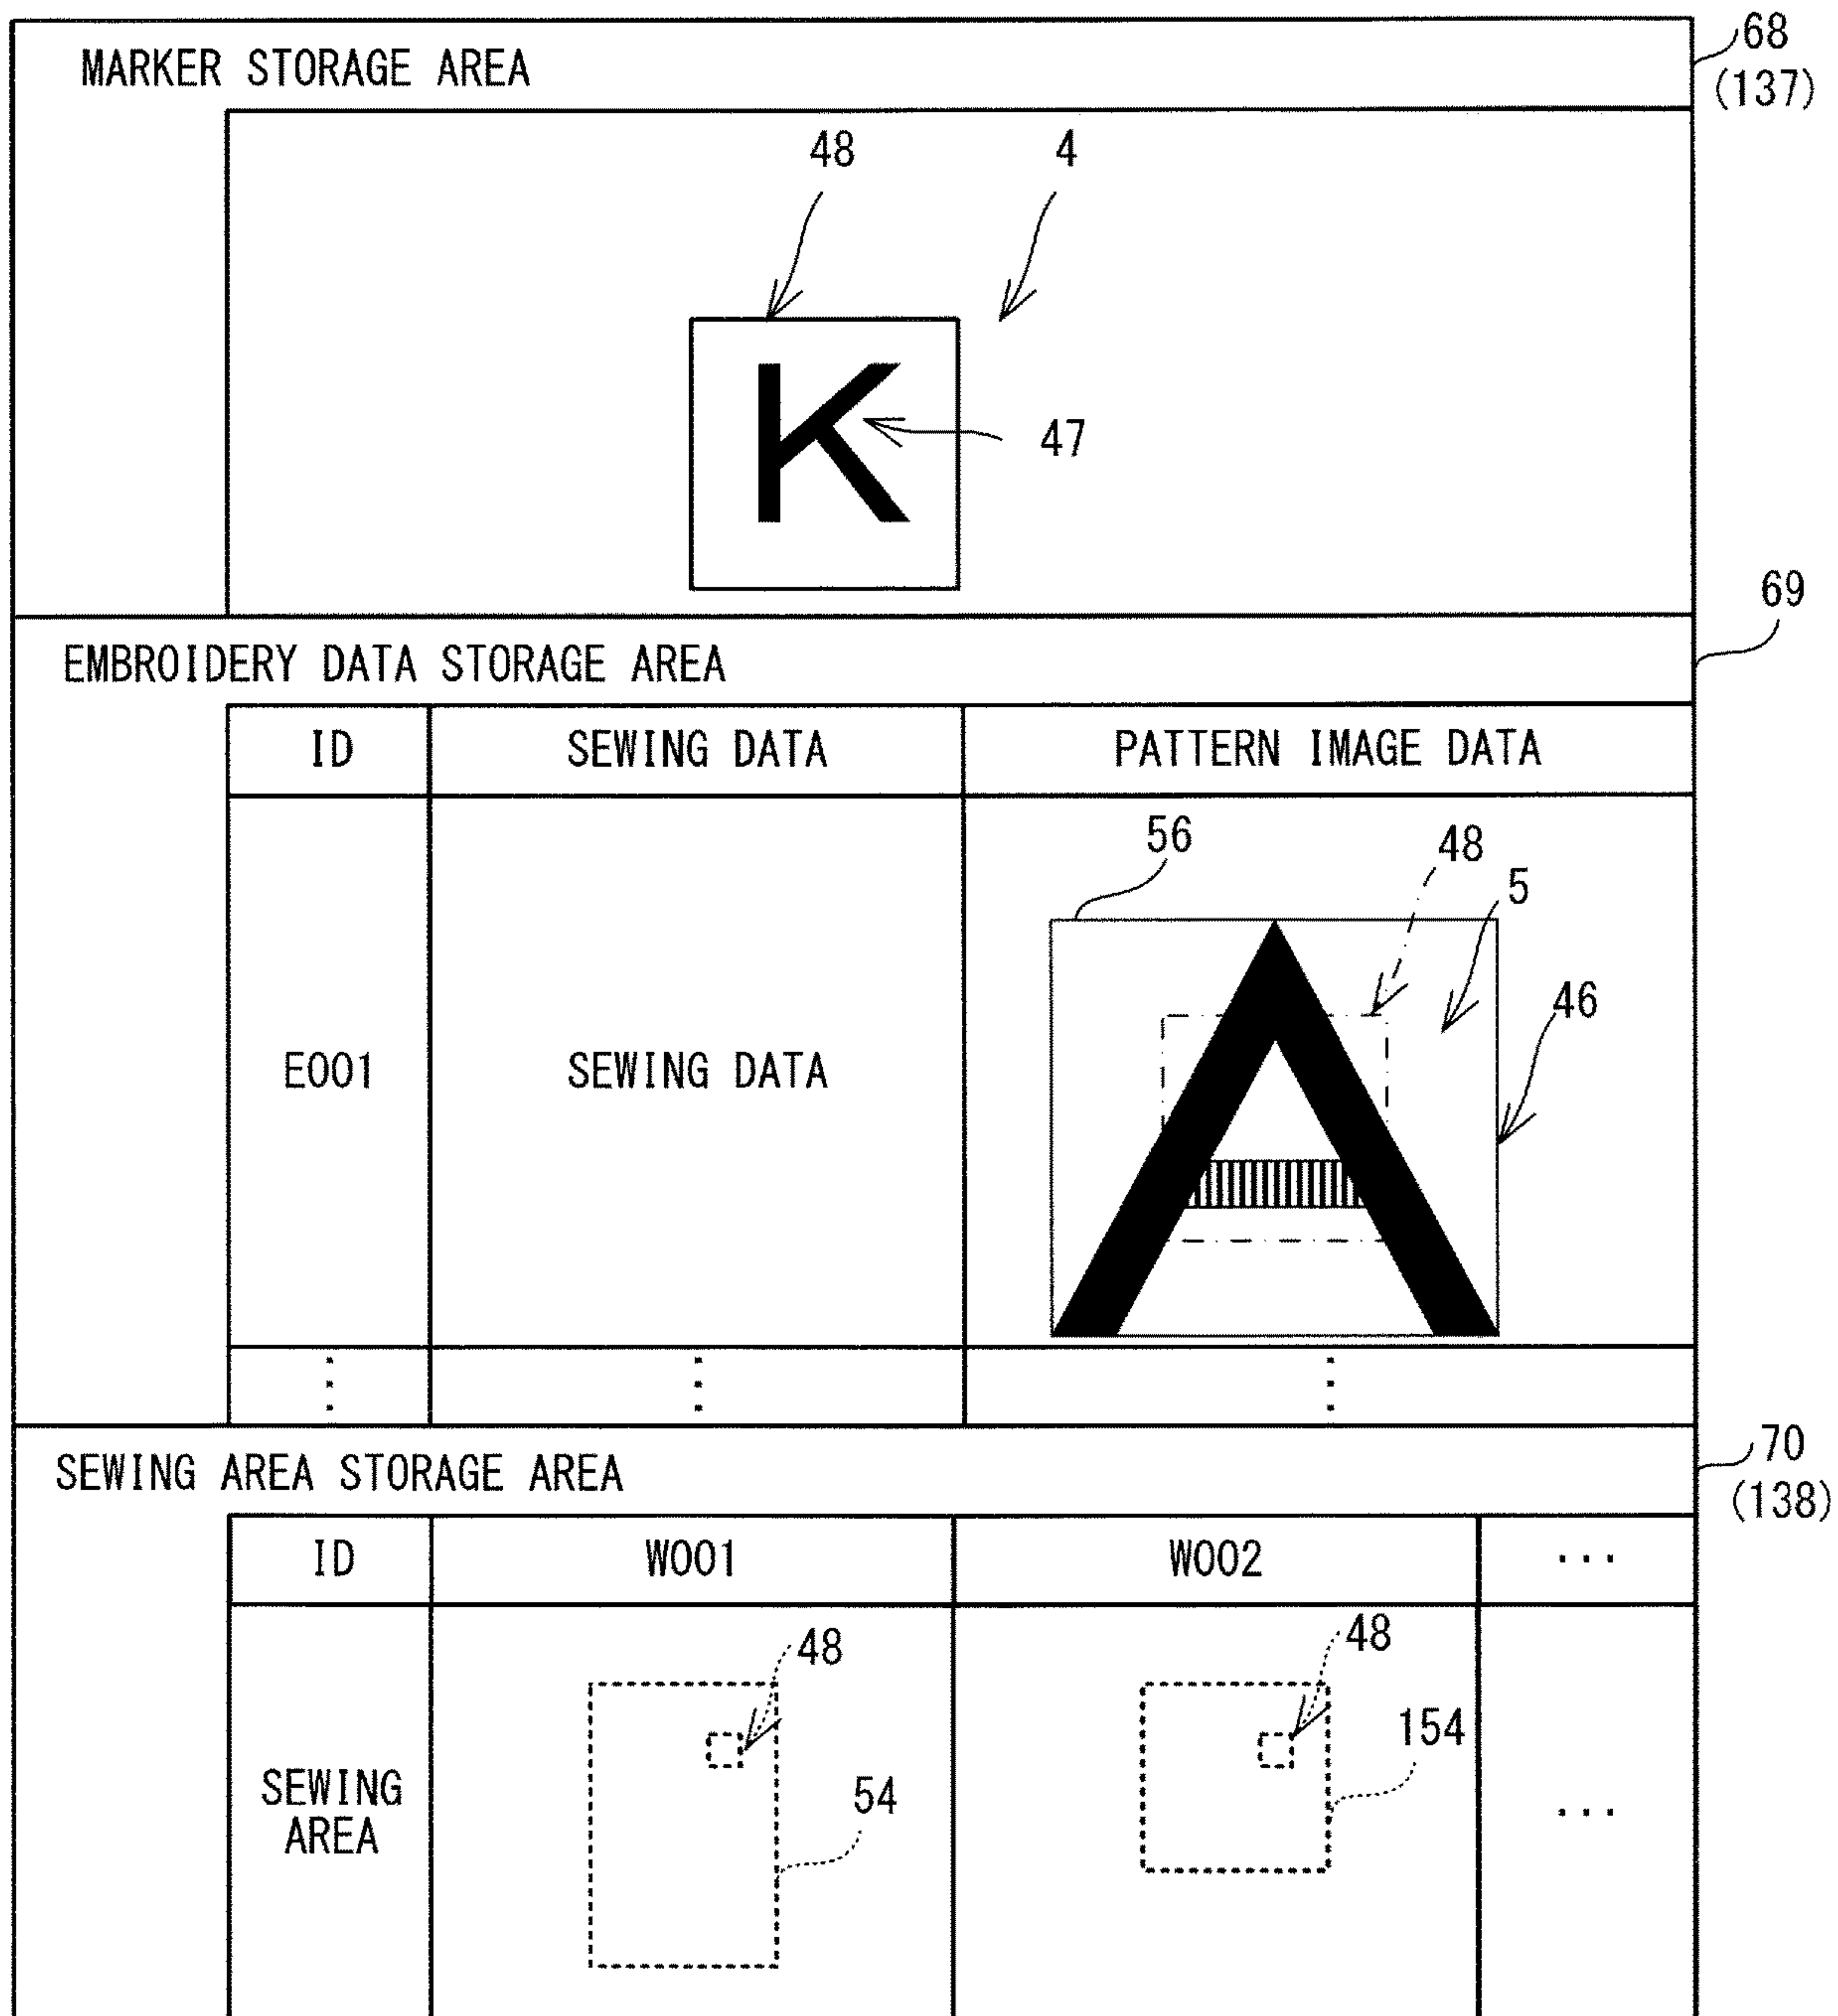 MARKER STORAGE AREA
68
(137)
48
4
K
47
69
EMBROIDERY DATA STORAGE AREA
ID SEWING DATA PATTERN IMAGE DATA
56
48
5
46
E001 SEWING DATA
A
⋮ ⋮ ⋮
70
(138)
SEWING AREA STORAGE AREA
ID W001 W002 ...
48 48
154
54
SEWING
AREA
...